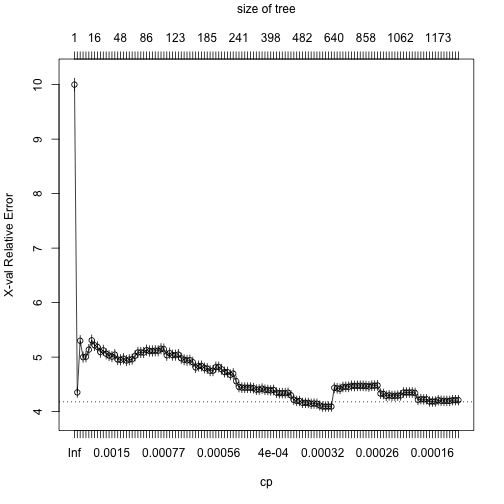 size of tree
1 16 48 86 123 185 241 398 482 640 858 1062 1173
10
9
8
7
6
5
4
X-val Relative Error
Inf 0.0015 0.00077 0.00056 4e-04 0.00032 0.00026 0.00016
cp